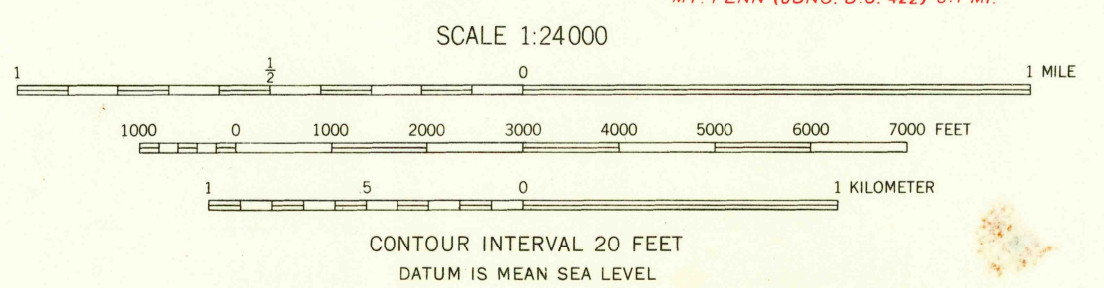 SCALE 1:24000
1 1/2 0 1 MILE
1000 0 1000 2000 3000 4000 5000 6000 7000 FEET
1 .5 0 1 KILOMETER
CONTOUR INTERVAL 20 FEET
DATUM IS MEAN SEA LEVEL